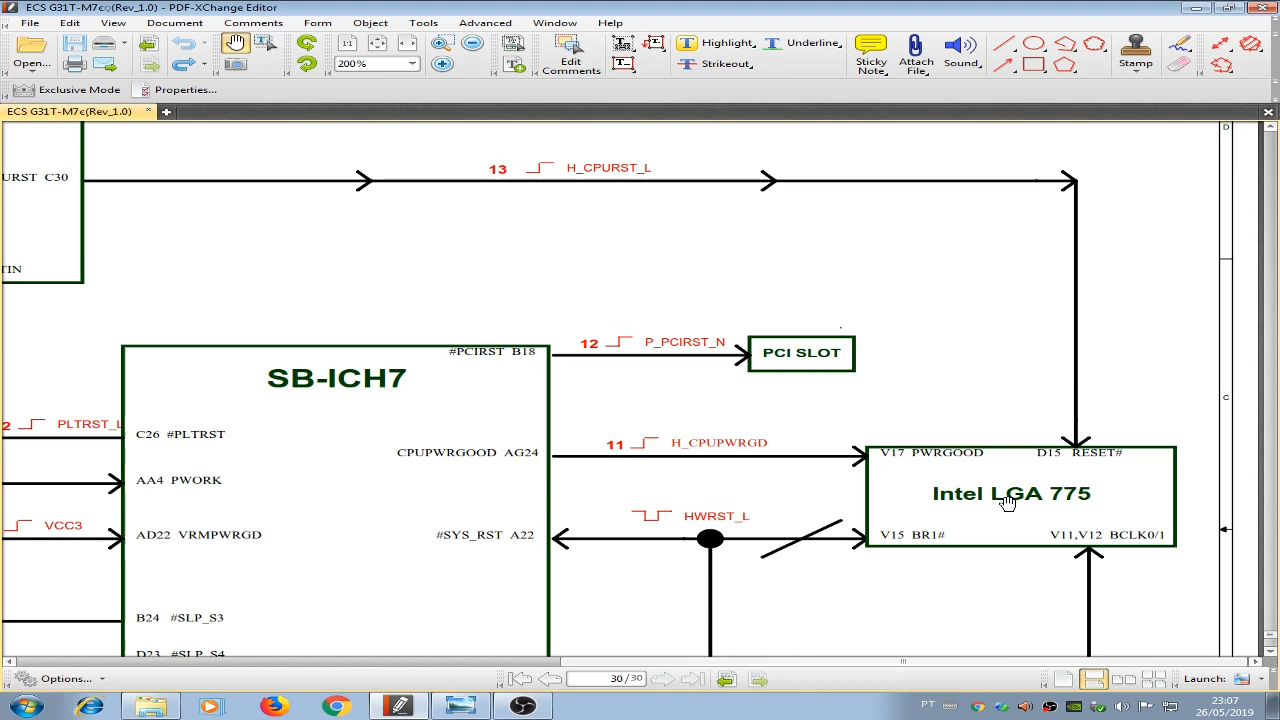 ECS G31T-M7c(Rev_1.0) - PDF-XChange Editor
File Edit View Document Comments Form Object Tools Advanced Window Help
Open... 200% Edit Comments Highlight Underline Strikeout Sticky Note Attach File Sound Stamp
Exclusive Mode Properties...
ECS G31T-M7c(Rev_1.0)
D
13 H_CPURST_L
URST C30
TIN
12 P_PCIRST_N
#PCIRST B18
PCI SLOT
SB-ICH7
C
2 PLTRST_L
C26 #PLTRST
11 H_CPUPWRGD
CPUPWRGOOD AG24
V17 PWRGOOD D15 RESET#
AA4 PWORK
Intel LGA 775
VCC3
HWRST_L
AD22 VRMPWRGD
#SYS_RST A22
V15 BR1# V11,V12 BCLK0/1
B24 #SLP_S3
D23 #SLP_S4
Options... 30/30 Launch:
PT 23:07
26/05/2019